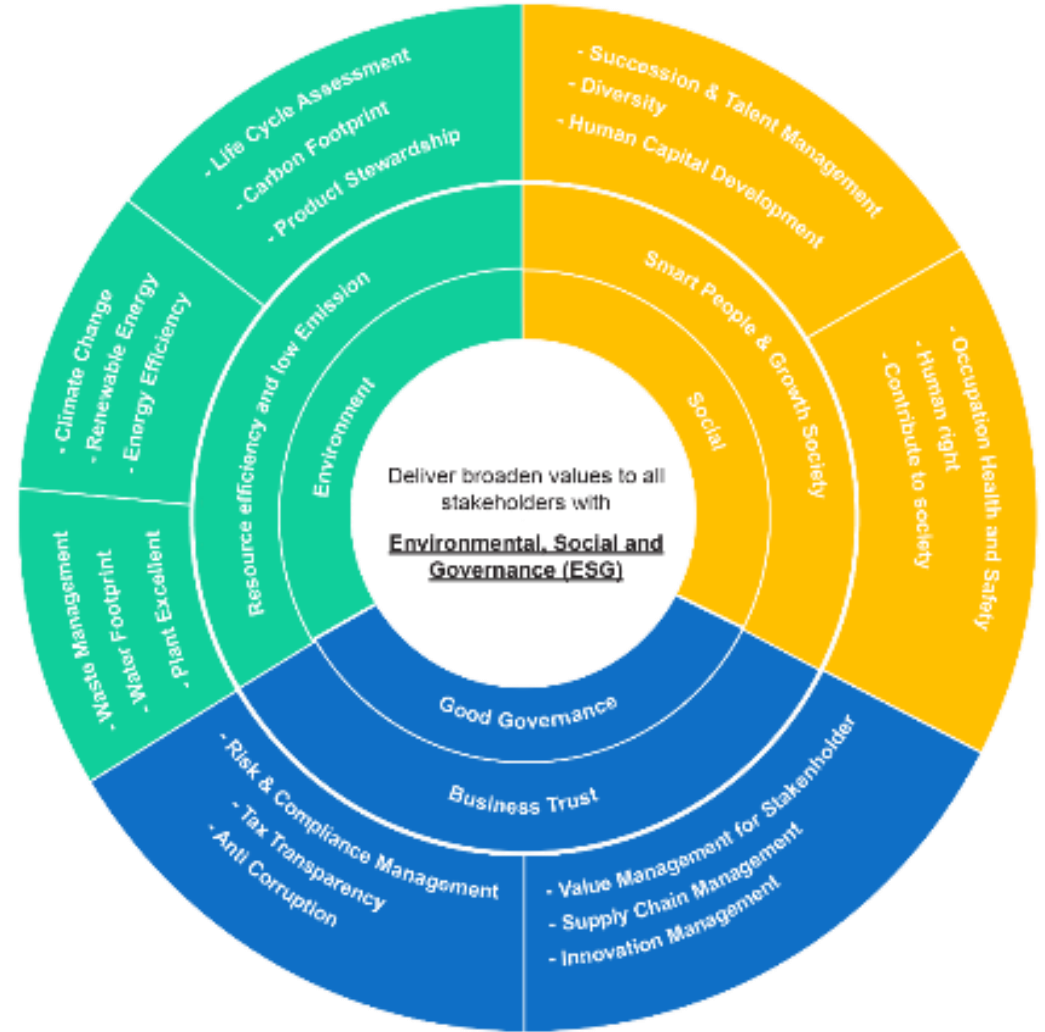 Deliver broaden values to all
stakeholders with
Environmental, Social and
Governance (ESG)
Environment
Resource efficiency and low Emission
- Life Cycle Assessment
- Carbon Footprint
- Product Stewardship
- Climate Change
- Renewable Energy
- Energy Efficiency
- Waste Management
- Water Footprint
- Plant Excellent
Social
Smart People & Growth Society
- Succession & Talent Management
- Diversity
- Human Capital Development
- Occupation Health and Safety
- Human right
- Contribute to society
Good Governance
Business Trust
- Risk & Compliance Management
- Tax Transparency
- Anti Corruption
- Value Management for Stakenholder
- Supply Chain Management
- Innovation Management